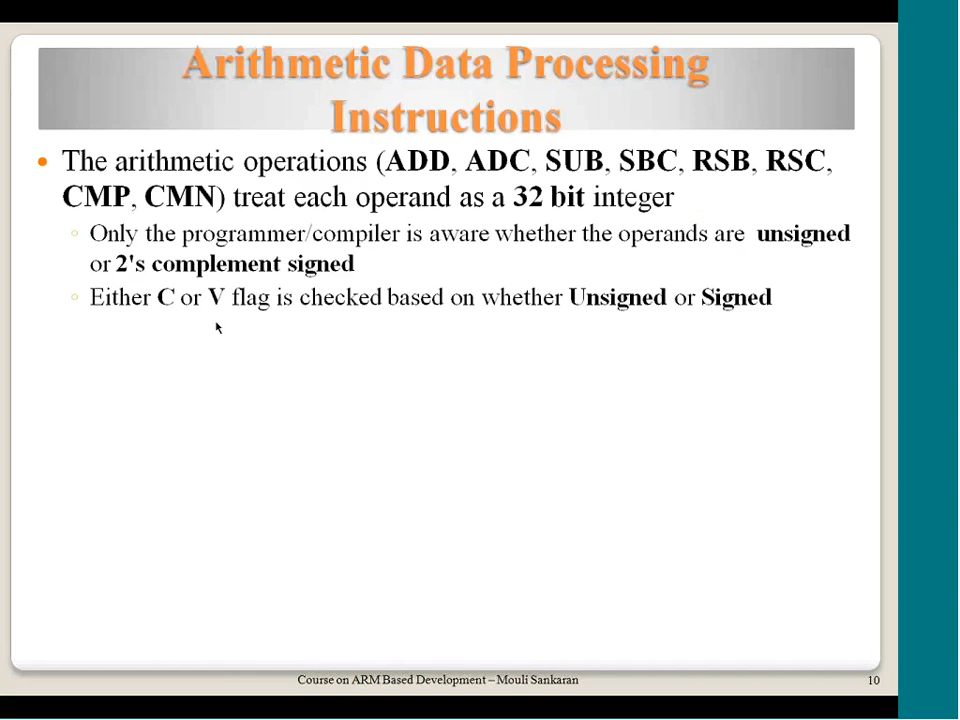 Arithmetic Data Processing
Instructions
• The arithmetic operations (ADD, ADC, SUB, SBC, RSB, RSC,
CMP, CMN) treat each operand as a 32 bit integer
◦ Only the programmer/compiler is aware whether the operands are unsigned
or 2's complement signed
◦ Either C or V flag is checked based on whether Unsigned or Signed
Course on ARM Based Development – Mouli Sankaran
10